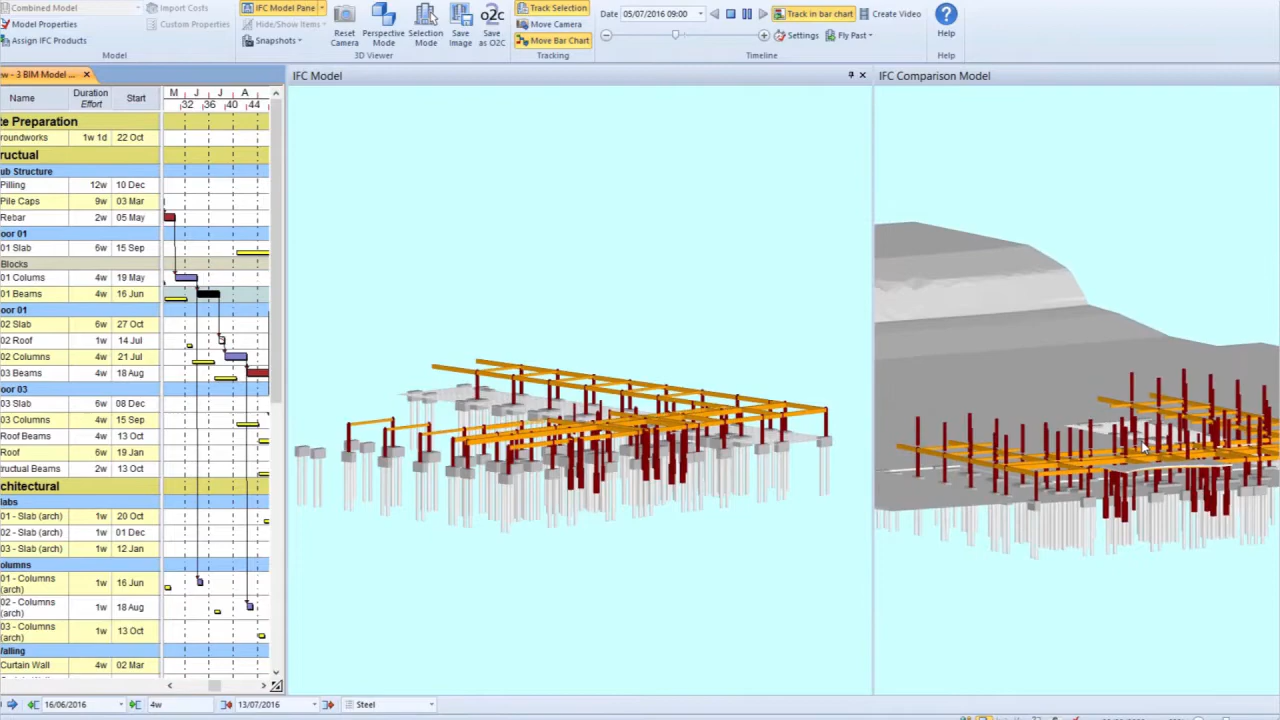 Combined Model
Model Properties
Assign IFC Products
Import Costs
Custom Properties
Model
IFC Model Pane
Hide/Show Items
Snapshots
Reset Camera
Perspective Mode
Selection Mode
Save Image
o2c
Save as O2C
3D Viewer
Track Selection
Move Camera
Move Bar Chart
Tracking
Date 05/07/2016 09:00
Track in bar chart
Create Video
Settings
Fly Past
Timeline
?
Help
Help
ew - 3 BIM Model ...
IFC Model
IFC Comparison Model
Name Duration Effort Start
M J J A
32 36 40 44
te Preparation
roundworks 1w 1d 22 Oct
ructual
ub Structure
Pilling 12w 10 Dec
Pile Caps 9w 03 Mar
Rebar 2w 05 May
oor 01
01 Slab 6w 15 Sep
Blocks
01 Colums 4w 19 May
01 Beams 4w 16 Jun
oor 01
02 Slab 6w 27 Oct
02 Roof 1w 14 Jul
02 Columns 4w 21 Jul
03 Beams 4w 18 Aug
oor 03
03 Slab 6w 08 Dec
03 Columns 4w 15 Sep
Roof Beams 4w 13 Oct
Roof 6w 19 Jan
ructual Beams 2w 13 Oct
chitectural
labs
01 - Slab (arch) 1w 20 Oct
02 - Slab (arch) 1w 01 Dec
03 - Slab (arch) 1w 12 Jan
olumns
01 - Columns (arch) 1w 16 Jun
02 - Columns (arch) 1w 18 Aug
03 - Columns (arch) 1w 13 Oct
Valling
Curtain Wall 4w 02 Mar
16/06/2016 4w 13/07/2016 Steel